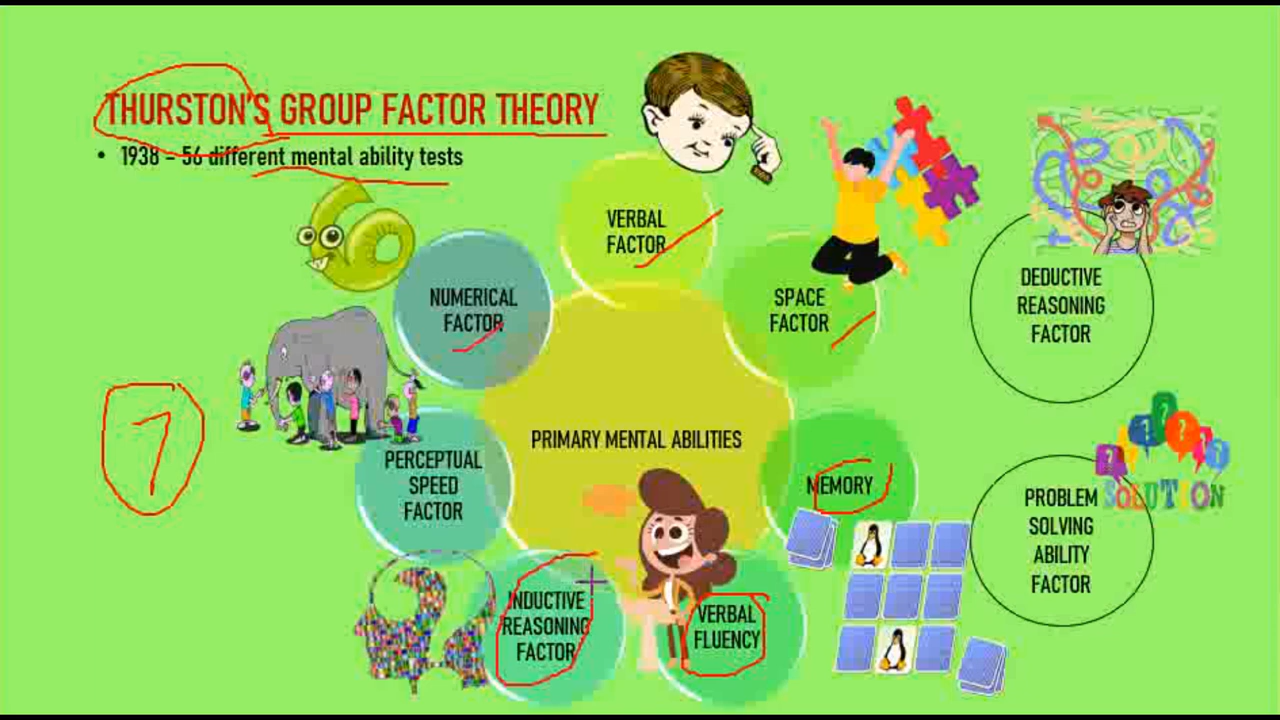 THURSTON'S GROUP FACTOR THEORY
• 1938 = 56 different mental ability tests
VERBAL
FACTOR
SPACE
FACTOR
MEMORY
VERBAL
FLUENCY
INDUCTIVE
REASONING
FACTOR
PERCEPTUAL
SPEED
FACTOR
NUMERICAL
FACTOR
PRIMARY MENTAL ABILITIES
DEDUCTIVE
REASONING
FACTOR
PROBLEM
SOLVING
ABILITY
FACTOR
SOLUTION
7